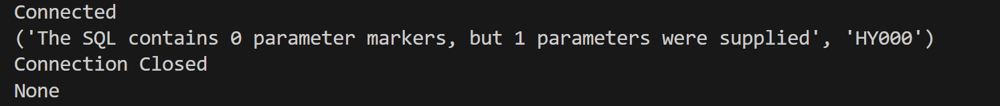 Connected
('The SQL contains 0 parameter markers, but 1 parameters were supplied', 'HY000')
Connection Closed
None